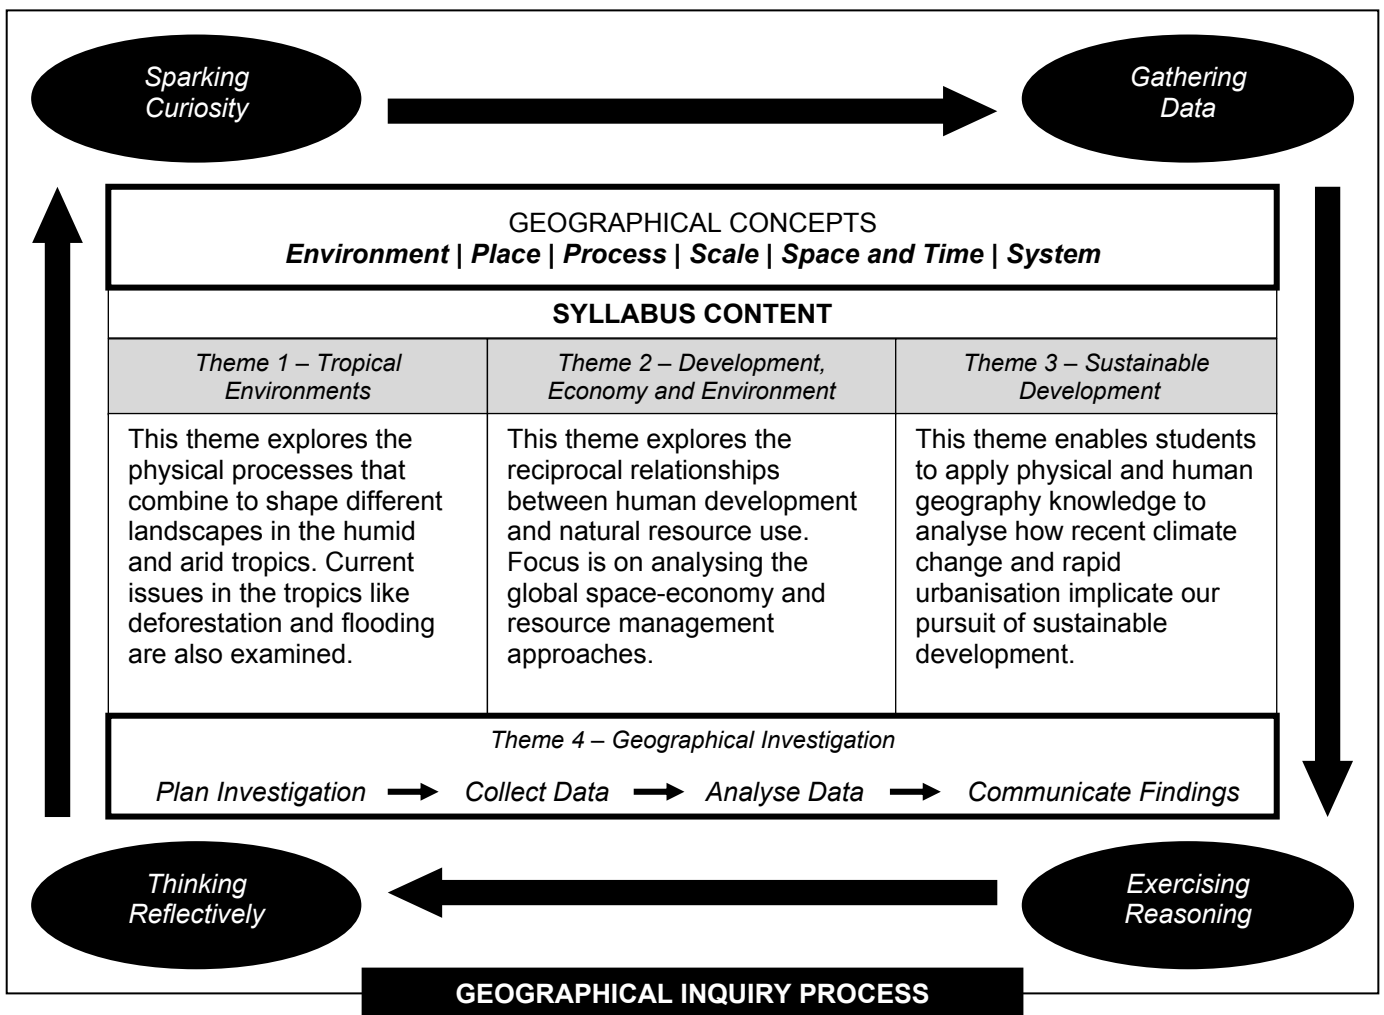 Sparking
Curiosity
Gathering
Data
GEOGRAPHICAL CONCEPTS
Environment | Place | Process | Scale | Space and Time | System
SYLLABUS CONTENT
Theme 1 – Tropical
Environments
Theme 2 – Development,
Economy and Environment
Theme 3 – Sustainable
Development
This theme explores the
physical processes that
combine to shape different
landscapes in the humid
and arid tropics. Current
issues in the tropics like
deforestation and flooding
are also examined.
This theme explores the
reciprocal relationships
between human development
and natural resource use.
Focus is on analysing the
global space-economy and
resource management
approaches.
This theme enables students
to apply physical and human
geography knowledge to
analyse how recent climate
change and rapid
urbanisation implicate our
pursuit of sustainable
development.
Theme 4 – Geographical Investigation
Plan Investigation
Collect Data
Analyse Data
Communicate Findings
Thinking
Reflectively
Exercising
Reasoning
GEOGRAPHICAL INQUIRY PROCESS